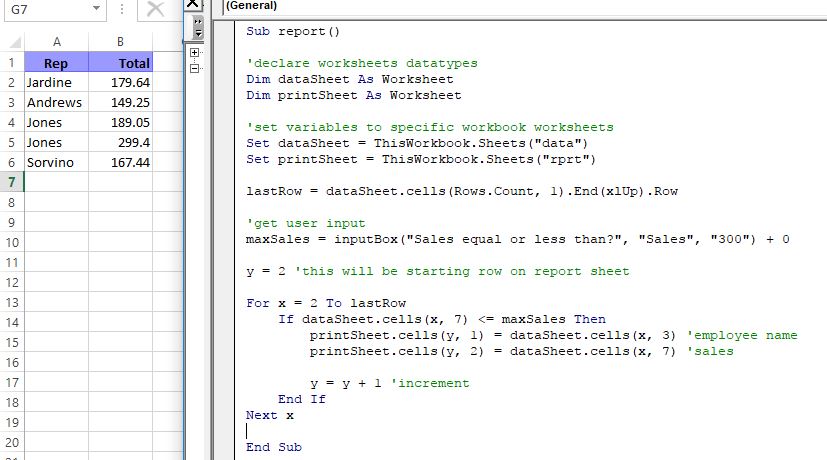 G7
(General)
A B
1 Rep Total
2 Jardine 179.64
3 Andrews 149.25
4 Jones 189.05
5 Jones 299.4
6 Sorvino 167.44
7
8
9
10
11
12
13
14
15
16
17
18
19
20
Sub report()
'declare worksheets datatypes
Dim dataSheet As Worksheet
Dim printSheet As Worksheet
'set variables to specific workbook worksheets
Set dataSheet = ThisWorkbook.Sheets("data")
Set printSheet = ThisWorkbook.Sheets("rprt")
lastRow = dataSheet.cells(Rows.Count, 1).End(xlUp).Row
'get user input
maxSales = inputBox("Sales equal or less than?", "Sales", "300") + 0
y = 2 'this will be starting row on report sheet
For x = 2 To lastRow
If dataSheet.cells(x, 7) <= maxSales Then
printSheet.cells(y, 1) = dataSheet.cells(x, 3) 'employee name
printSheet.cells(y, 2) = dataSheet.cells(x, 7) 'sales
y = y + 1 'increment
End If
Next x
End Sub